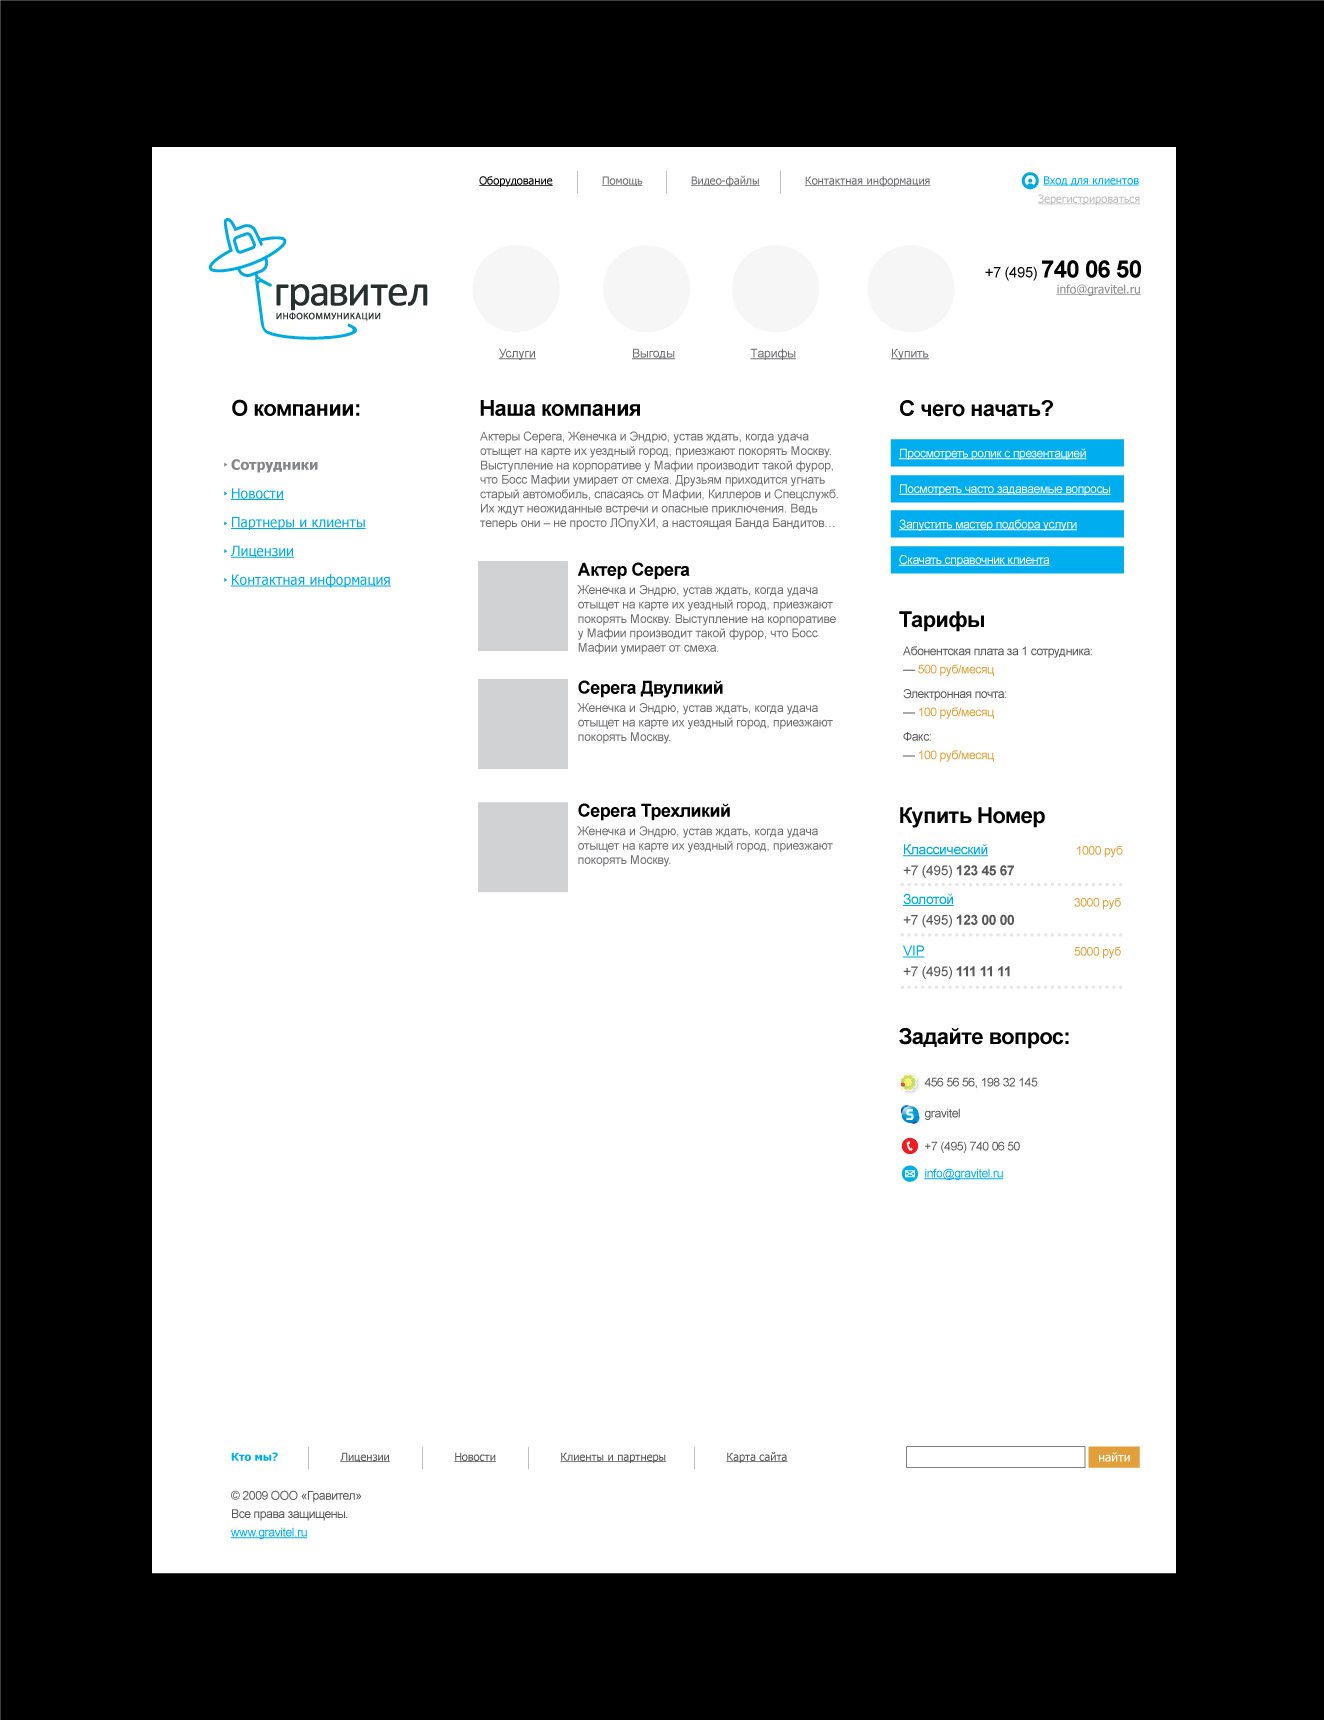 Оборудование
Помощь
Видео-файлы
Контактная информация
Вход для клиентов
Зарегистрироваться
гравител
ИНФОКОММУНИКАЦИИ
+7 (495) 740 06 50
info@gravitel.ru
Услуги
Выгоды
Тарифы
Купить
О компании:
Сотрудники
Новости
Партнеры и клиенты
Лицензии
Контактная информация
Наша компания
Актеры Серега, Женечка и Эндрю, устав ждать, когда удача
отыщет на карте их уездный город, приезжают покорять Москву.
Выступление на корпоративе у Мафии производит такой фурор,
что Босс Мафии умирает от смеха. Друзьям приходится угнать
старый автомобиль, спасаясь от Мафии, Киллеров и Спецслужб.
Их ждут неожиданные встречи и опасные приключения. Ведь
теперь они – не просто ЛОпуХИ, а настоящая Банда Бандитов…
Актер Серега
Женечка и Эндрю, устав ждать, когда удача
отыщет на карте их уездный город, приезжают
покорять Москву. Выступление на корпоративе
у Мафии производит такой фурор, что Босс
Мафии умирает от смеха.
Серега Двуликий
Женечка и Эндрю, устав ждать, когда удача
отыщет на карте их уездный город, приезжают
покорять Москву.
Серега Трехликий
Женечка и Эндрю, устав ждать, когда удача
отыщет на карте их уездный город, приезжают
покорять Москву.
С чего начать?
Просмотреть ролик с презентацией
Посмотреть часто задаваемые вопросы
Запустить мастер подбора услуги
Скачать справочник клиента
Тарифы
Абонентская плата за 1 сотрудника:
— 500 руб/месяц
Электронная почта:
— 100 руб/месяц
Факс:
— 100 руб/месяц
Купить Номер
Классический 1000 руб
+7 (495) 123 45 67
Золотой 3000 руб
+7 (495) 123 00 00
VIP 5000 руб
+7 (495) 111 11 11
Задайте вопрос:
456 56 56, 198 32 145
gravitel
+7 (495) 740 06 50
info@gravitel.ru
Кто мы?
Лицензии
Новости
Клиенты и партнеры
Карта сайта
найти
© 2009 ООО «Гравител»
Все права защищены.
www.gravitel.ru